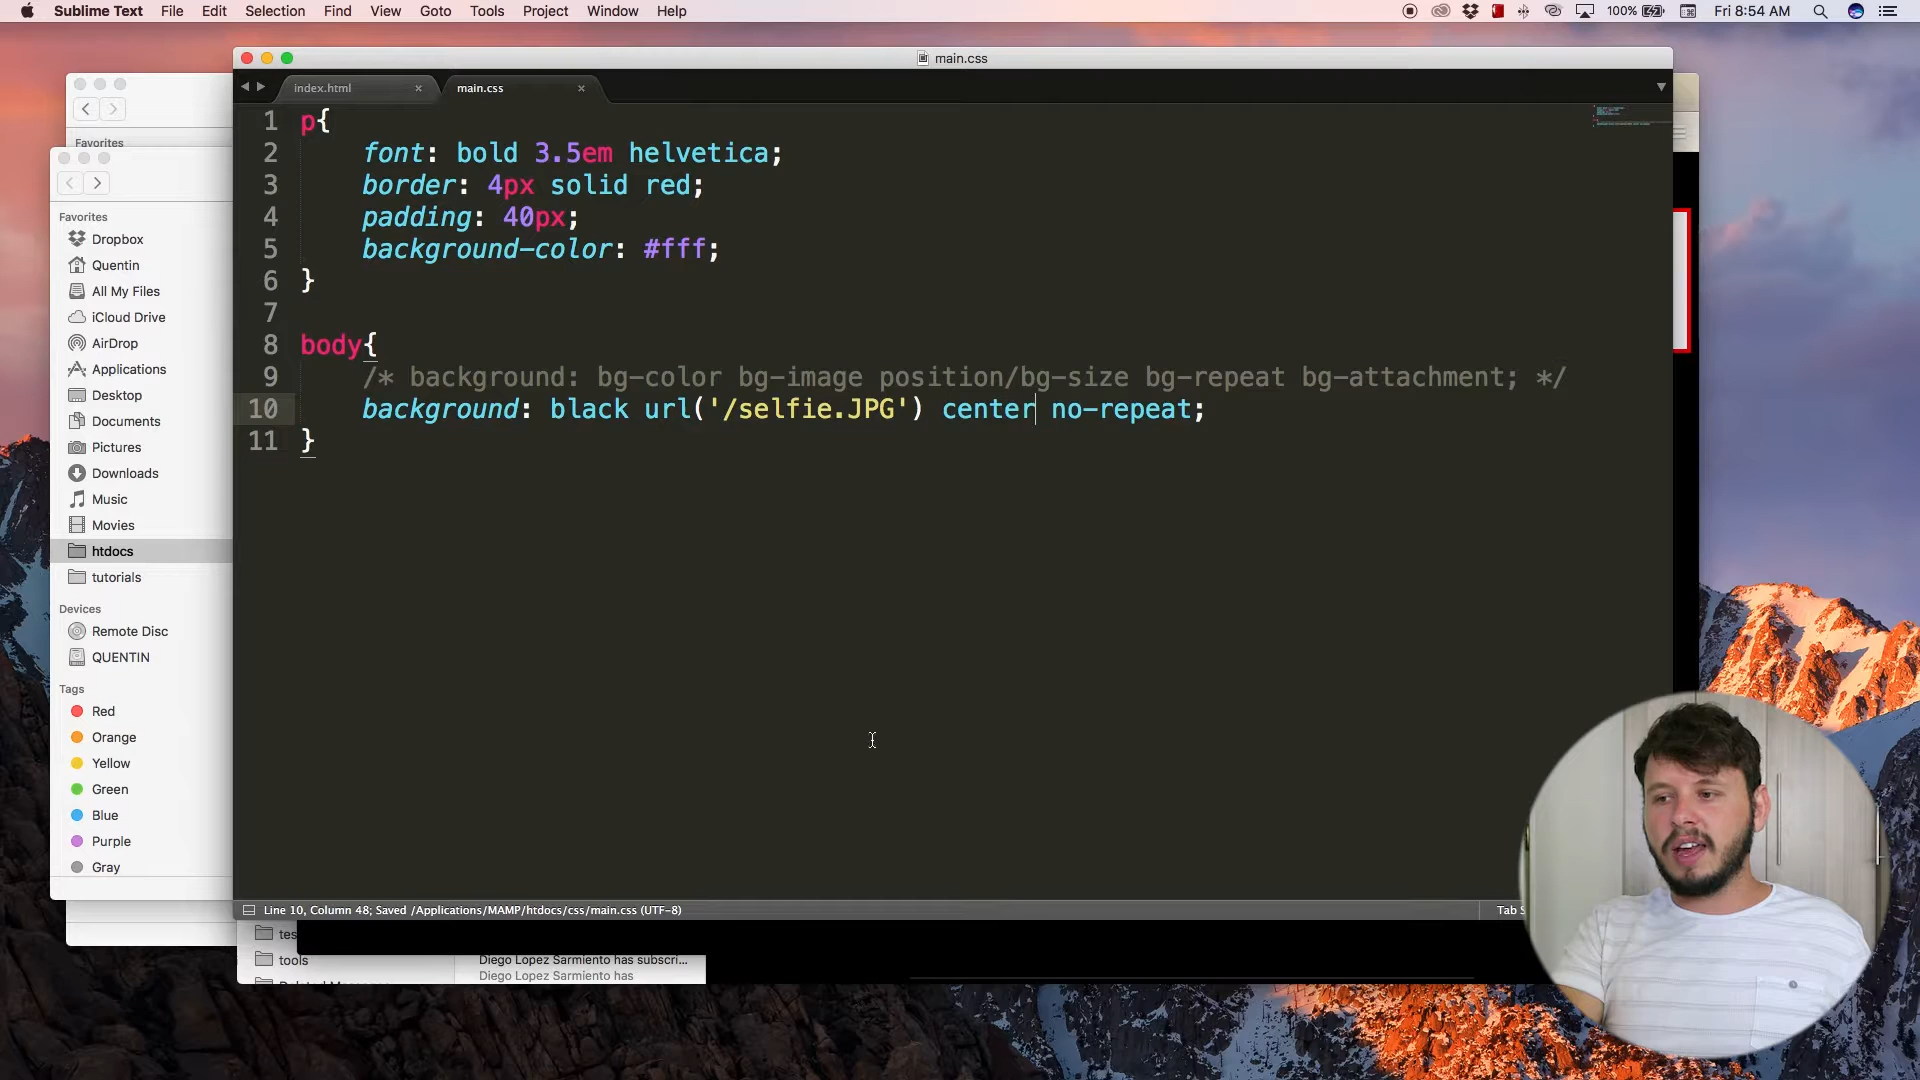 Sublime Text File Edit Selection Find View Goto Tools Project Window Help 100% Fri 8:54 AM
main.css
index.html main.css
Favorites
1 p{
2 font: bold 3.5em helvetica;
3 border: 4px solid red;
4 padding: 40px;
5 background-color: #fff;
6 }
7
8 body{
9 /* background: bg-color bg-image position/bg-size bg-repeat bg-attachment; */
10 background: black url('/selfie.JPG') center no-repeat;
11 }
Favorites
Dropbox
Quentin
All My Files
iCloud Drive
AirDrop
Applications
Desktop
Documents
Pictures
Downloads
Music
Movies
htdocs
tutorials
Devices
Remote Disc
QUENTIN
Tags
Red
Orange
Yellow
Green
Blue
Purple
Gray
Line 10, Column 48; Saved /Applications/MAMP/htdocs/css/main.css (UTF-8) Tab S
tes
tools
Diego Lopez Sarmiento has subscri...
Diego Lopez Sarmiento has